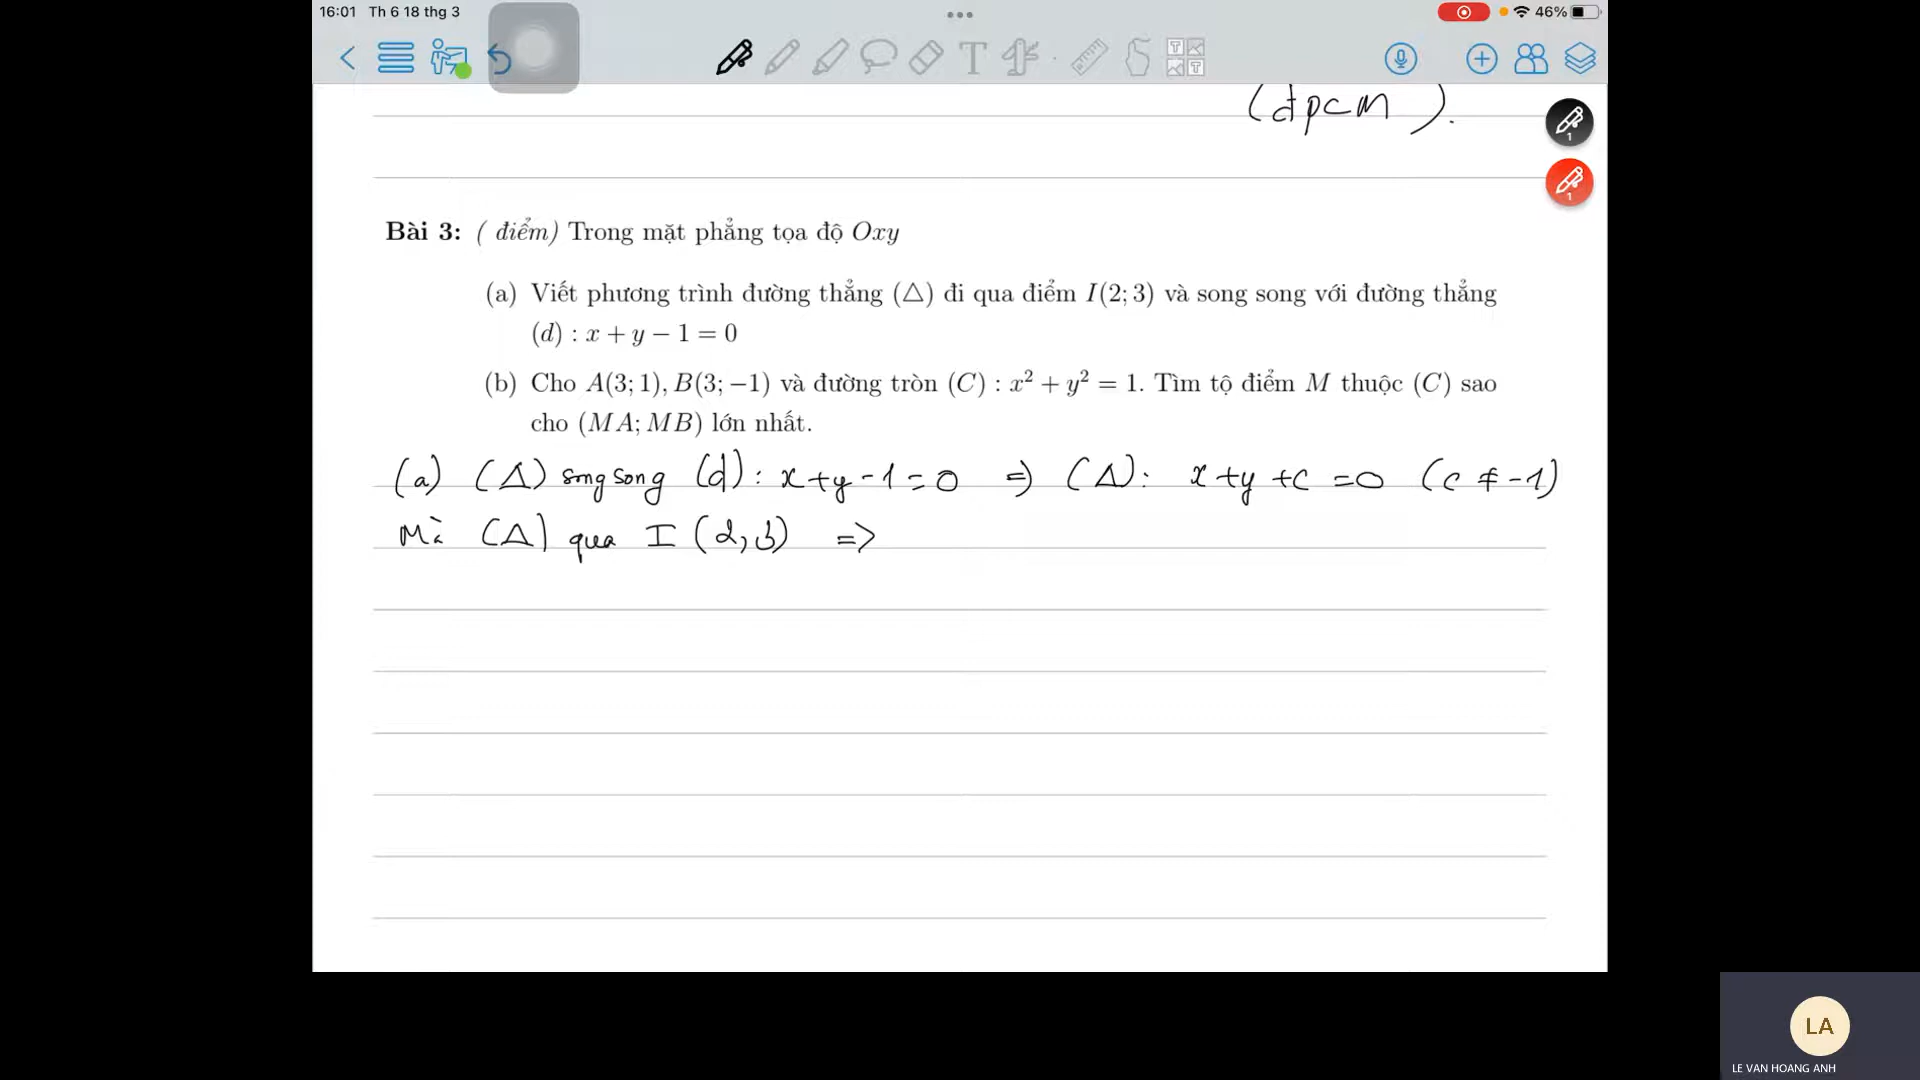 16:01 Th 6 18 thg 3
46%
(đpcm).
Bài 3: ( điểm) Trong mặt phẳng tọa độ Oxy
(a) Viết phương trình đường thẳng (△) đi qua điểm I(2; 3) và song song với đường thẳng
(d) : x + y − 1 = 0
(b) Cho A(3; 1), B(3; −1) và đường tròn (C) : x² + y² = 1. Tìm tộ điểm M thuộc (C) sao
cho (MA; MB) lớn nhất.
(a) (Δ) song song (d): x+y-1=0 => (Δ): x+y+c=0 (c ≠ -1)
Mà (Δ) qua I (2,3) =>
LA
LE VAN HOANG ANH